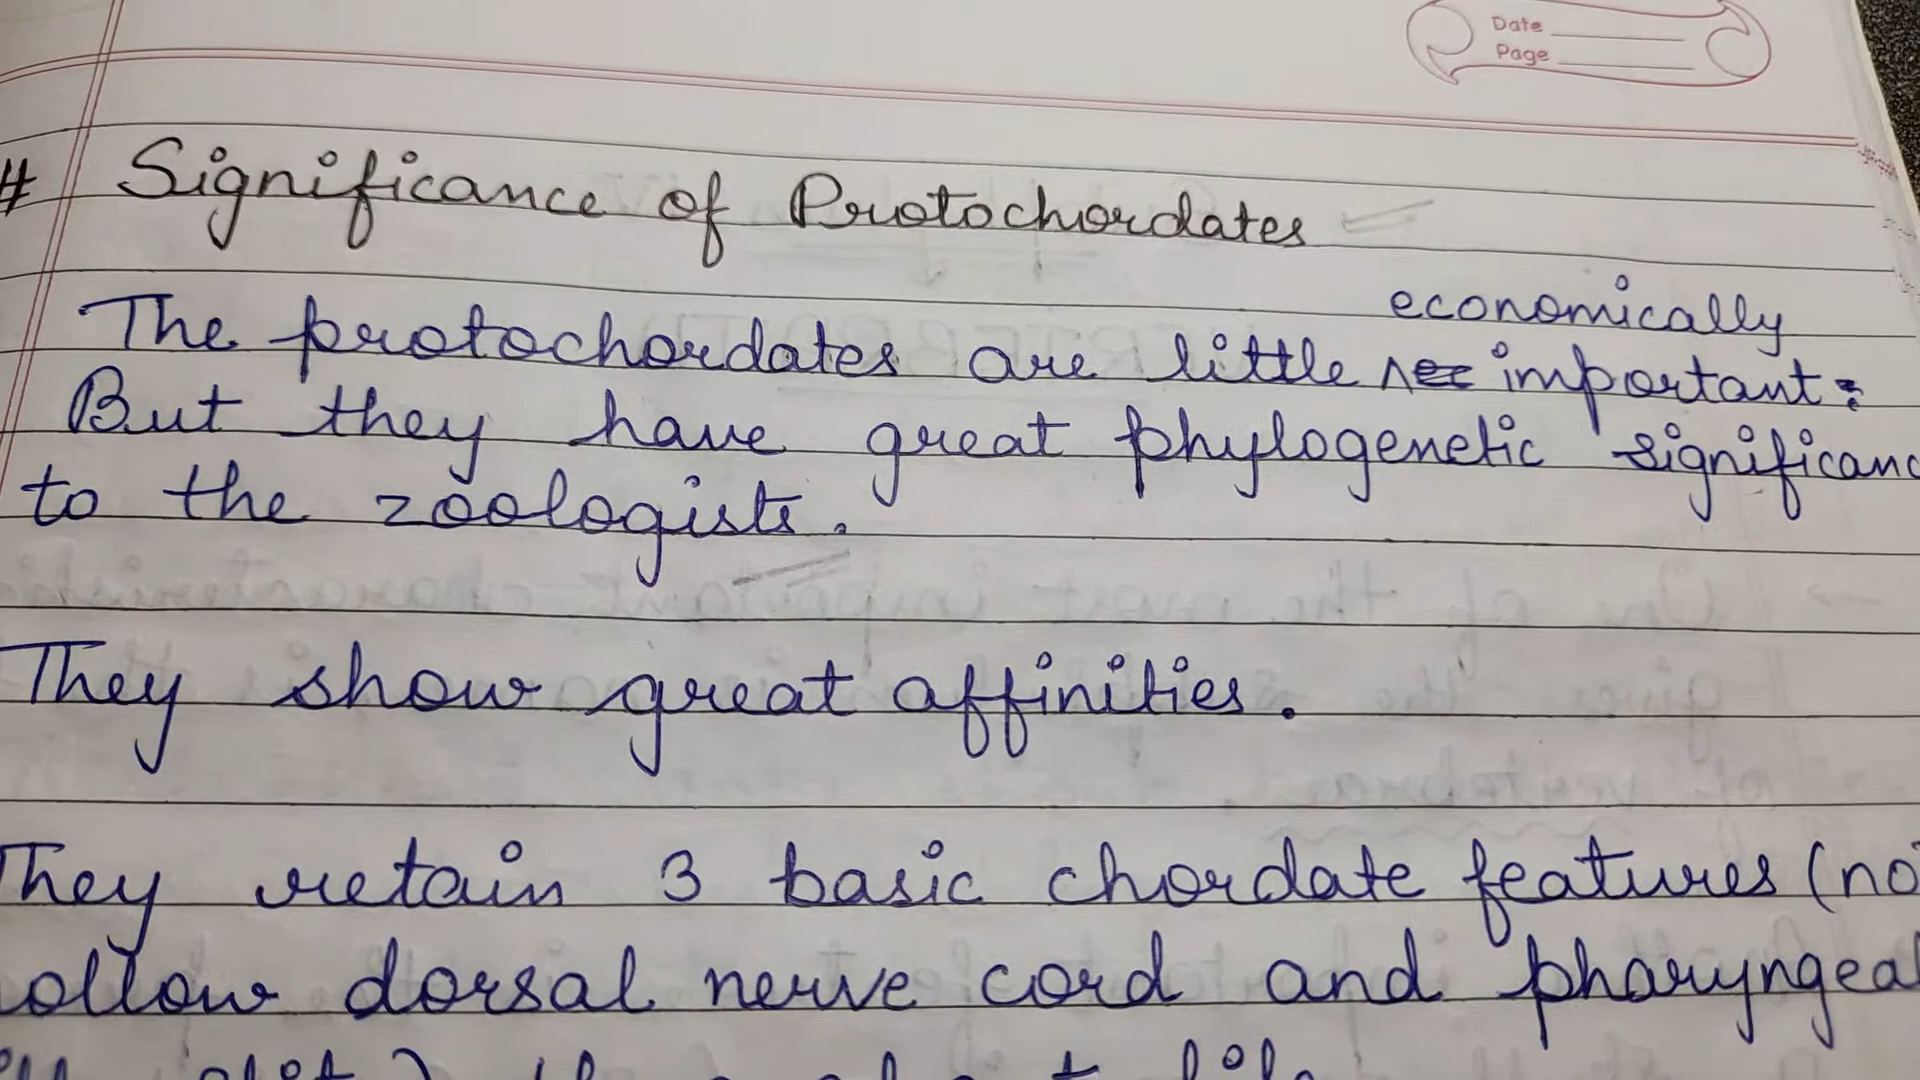 Date
Page
# Significance of Protochordates
economically
The protochordates are little important.
But they have great phylogenetic significanc
to the zoologists.
They show great affinities.
They retain 3 basic chordate features (no
ollow dorsal nerve cord and pharyngeal